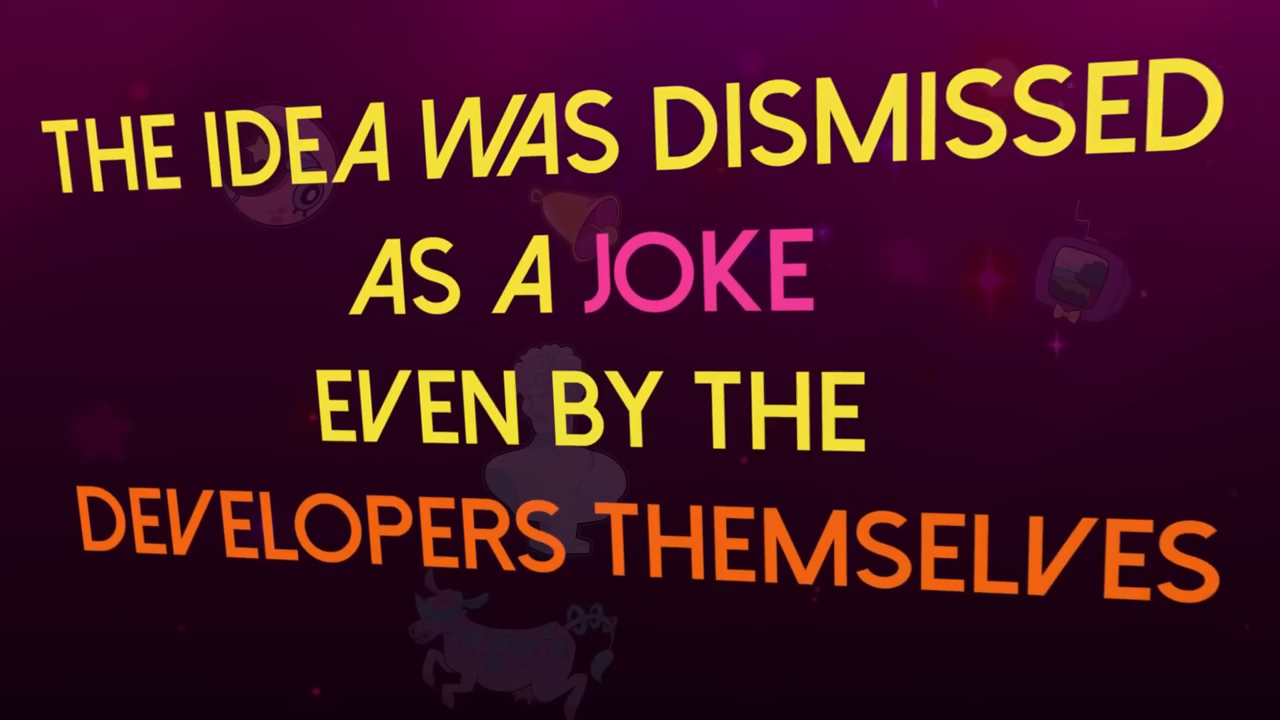 THE IDEA WAS DISMISSED
AS A JOKE
EVEN BY THE
DEVELOPERS THEMSELVES